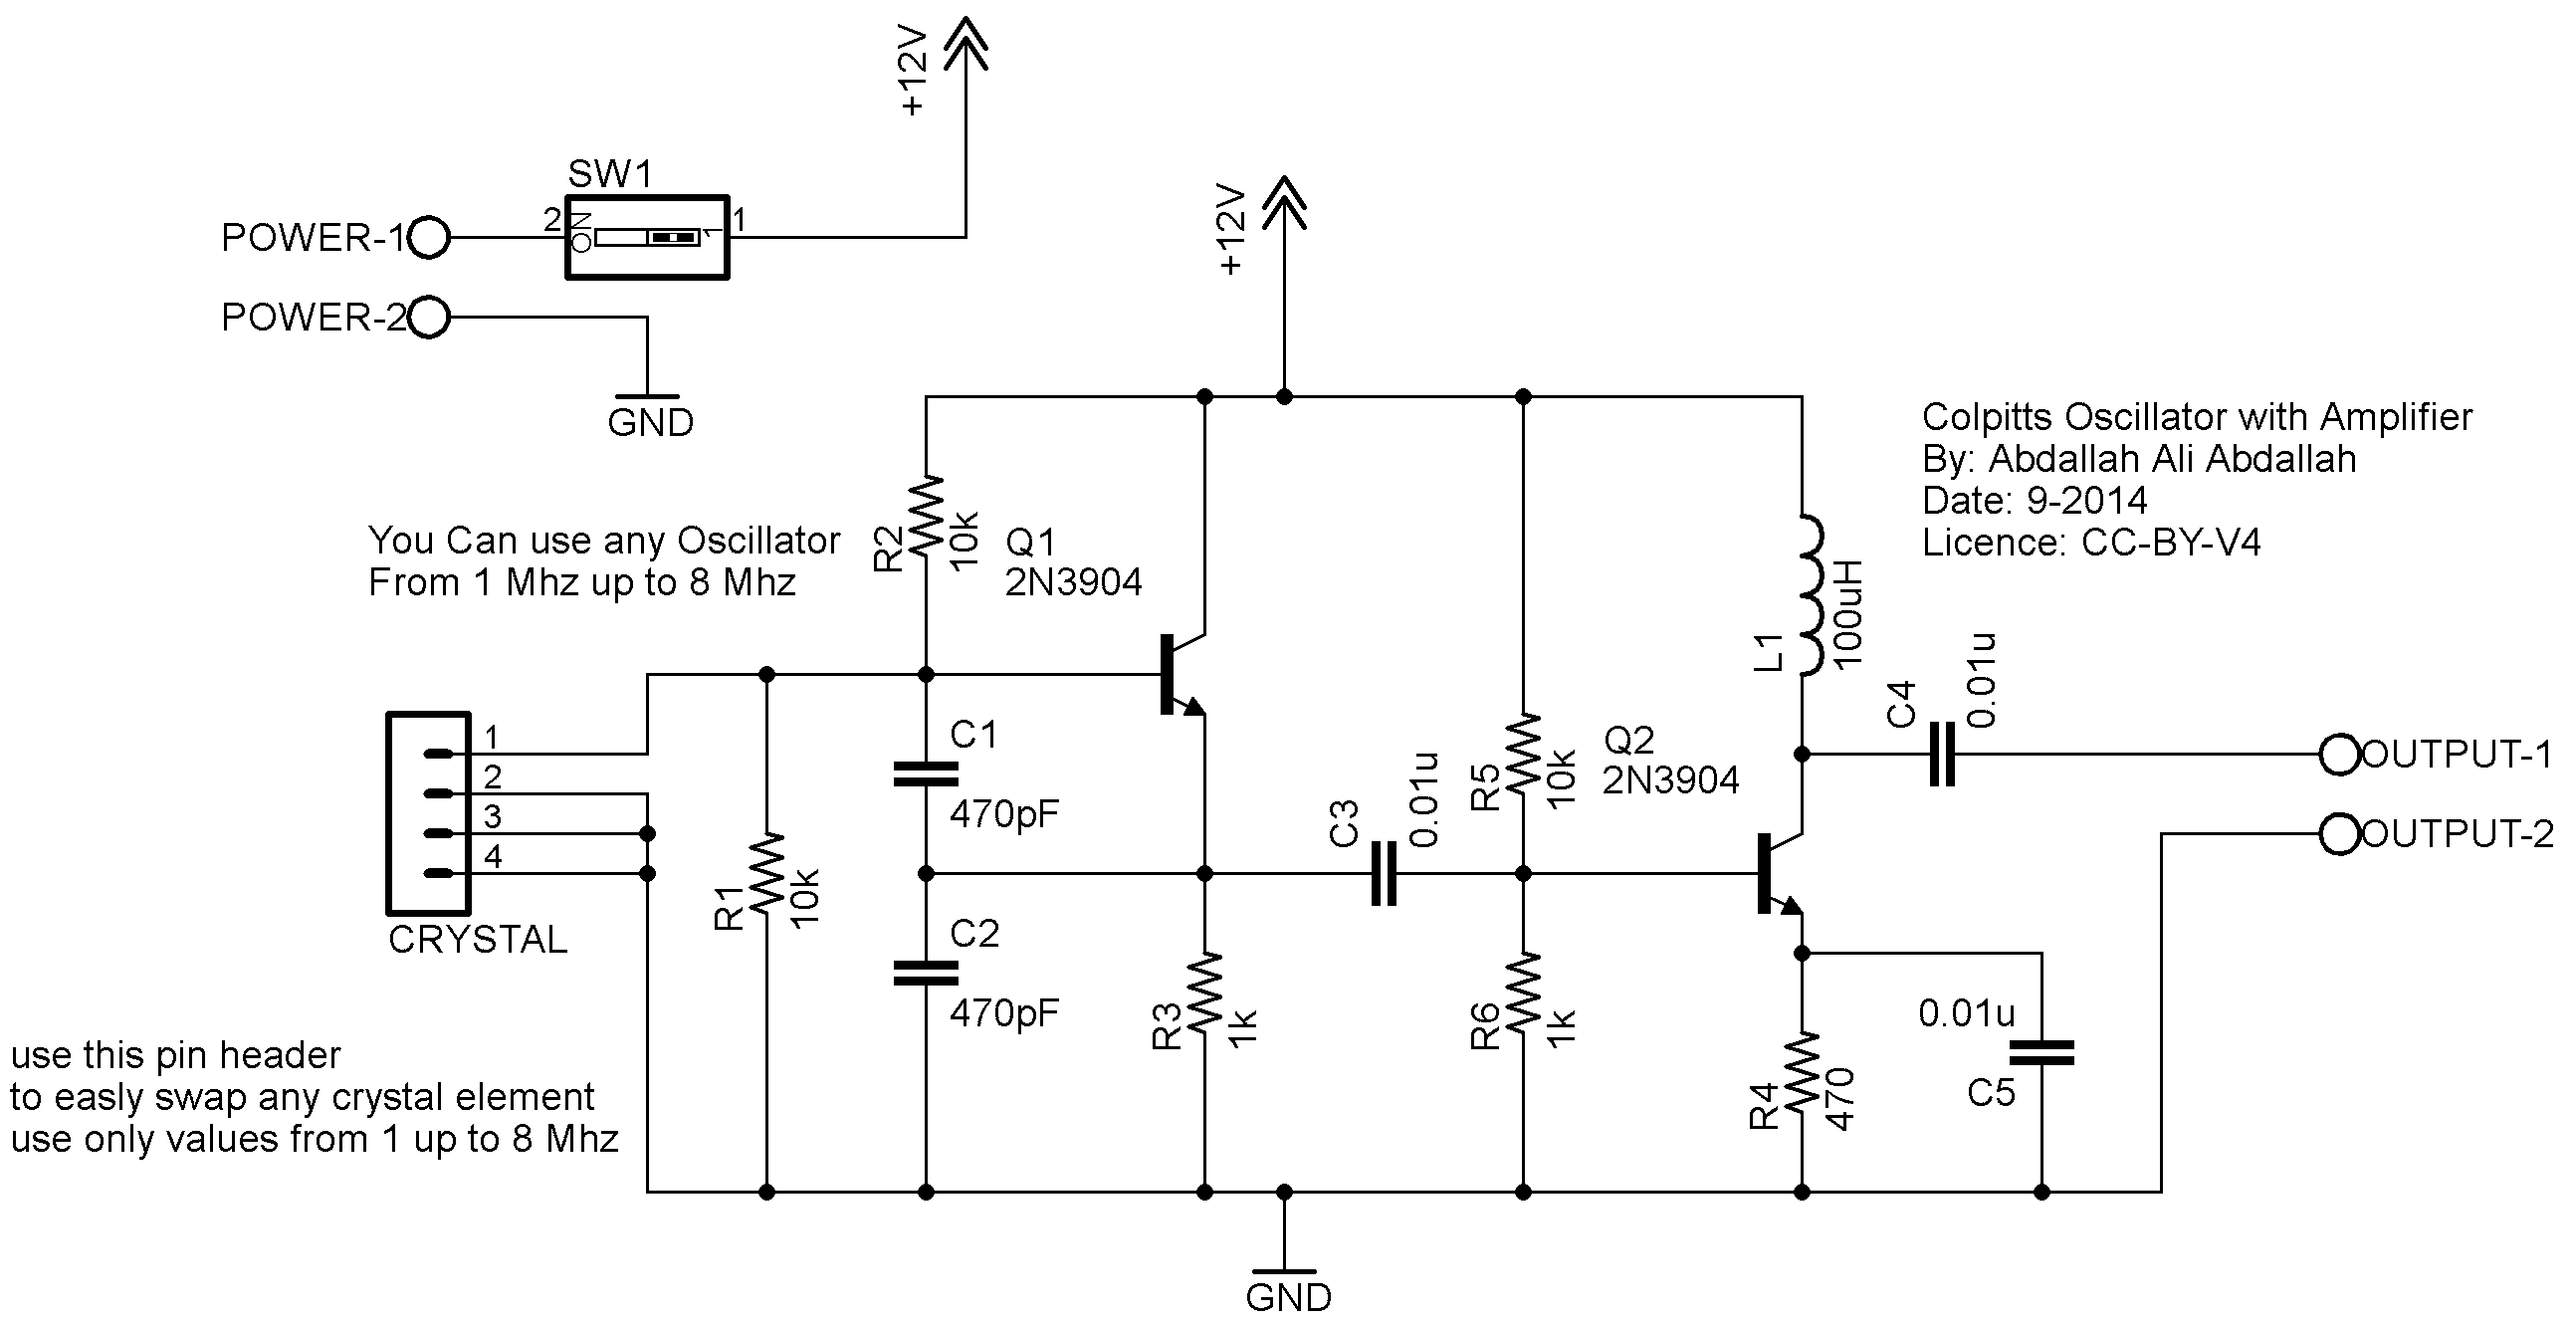 +12V
SW1
POWER-1
2
ON
1
1
POWER-2
GND
+12V
Colpitts Oscillator with Amplifier
By: Abdallah Ali Abdallah
Date: 9-2014
Licence: CC-BY-V4
You Can use any Oscillator
From 1 Mhz up to 8 Mhz
R2
10k
Q1
2N3904
L1
100uH
C4
0.01u
1
2
3
4
CRYSTAL
R1
10k
C1
470pF
C2
470pF
R3
1k
C3
0.01u
R5
10k
Q2
2N3904
R6
1k
OUTPUT-1
OUTPUT-2
0.01u
C5
R4
470
use this pin header
to easly swap any crystal element
use only values from 1 up to 8 Mhz
GND